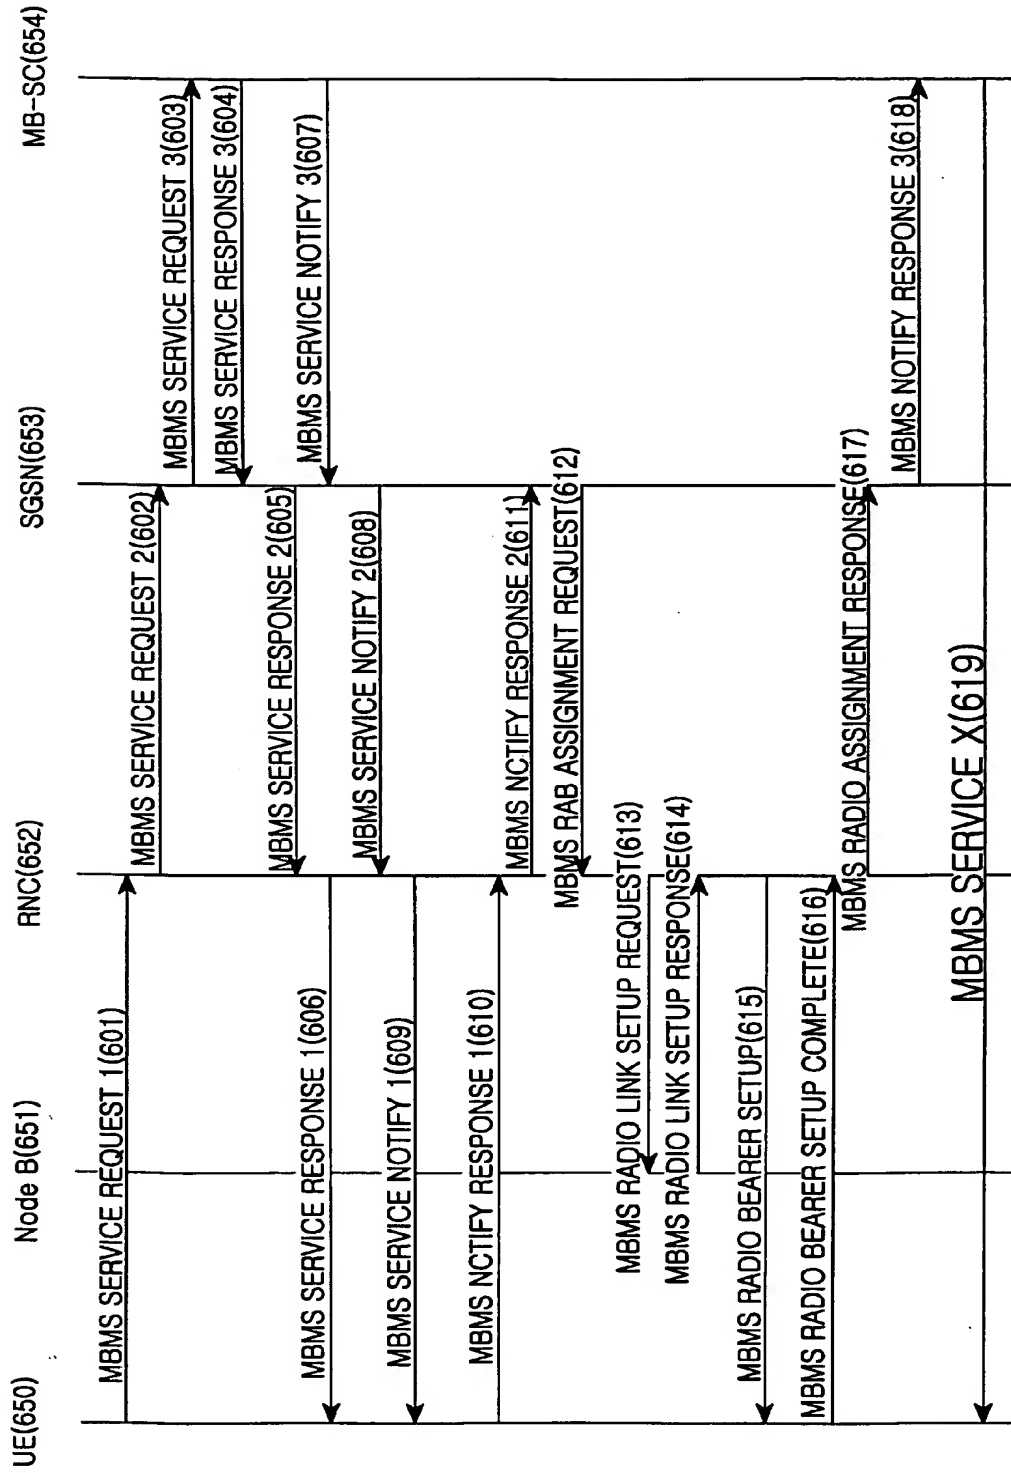 UE(650)
Node B(651)
RNC(652)
SGSN(653)
MB-SC(654)
MBMS SERVICE REQUEST 1(601)
MBMS SERVICE REQUEST 2(602)
MBMS SERVICE REQUEST 3(603)
MBMS SERVICE RESPONSE 3(604)
MBMS SERVICE RESPONSE 2(605)
MBMS SERVICE RESPONSE 1(606)
MBMS SERVICE NOTIFY 3(607)
MBMS SERVICE NOTIFY 2(608)
MBMS SERVICE NOTIFY 1(609)
MBMS NCTIFY RESPONSE 1(610)
MBMS NCTIFY RESPONSE 2(611)
MBMS RAB ASSIGNMENT REQUEST(612)
MBMS RADIO LINK SETUP REQUEST(613)
MBMS RADIO LINK SETUP RESPONSE(614)
MBMS RADIO BEARER SETUP(615)
MBMS RADIO BEARER SETUP COMPLETE(616)
MBMS RADIO ASSIGNMENT RESPONSE(617)
MBMS NOTIFY RESPONSE 3(618)
MBMS SERVICE X(619)